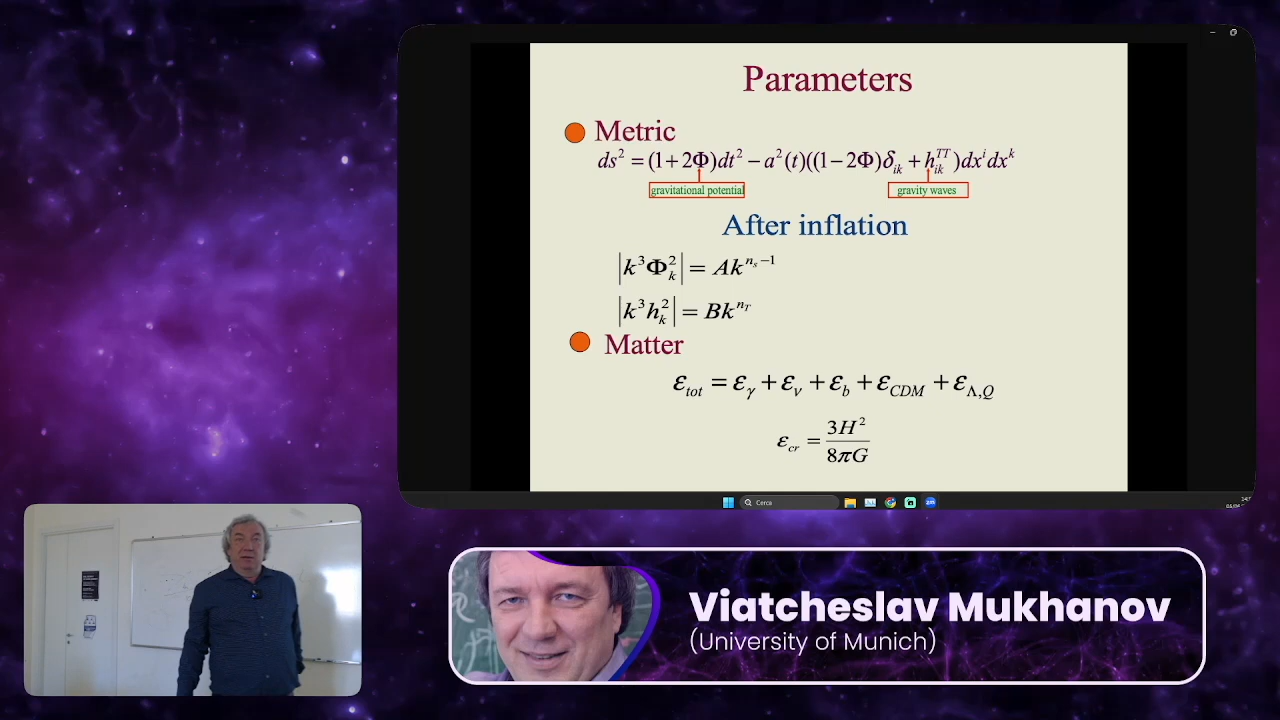 Parameters
Metric
ds² = (1+2Φ)dt² − a²(t)((1−2Φ)δ_ik + h_ik^TT)dx^i dx^k
gravitational potential
gravity waves
After inflation
|k³Φ_k²| = Ak^(n_s−1)
|k³h_k²| = Bk^(n_T)
Matter
ε_tot = ε_γ + ε_ν + ε_b + ε_CDM + ε_Λ,Q
ε_cr = 3H² / 8πG
Cerca
Viatcheslav Mukhanov
(University of Munich)